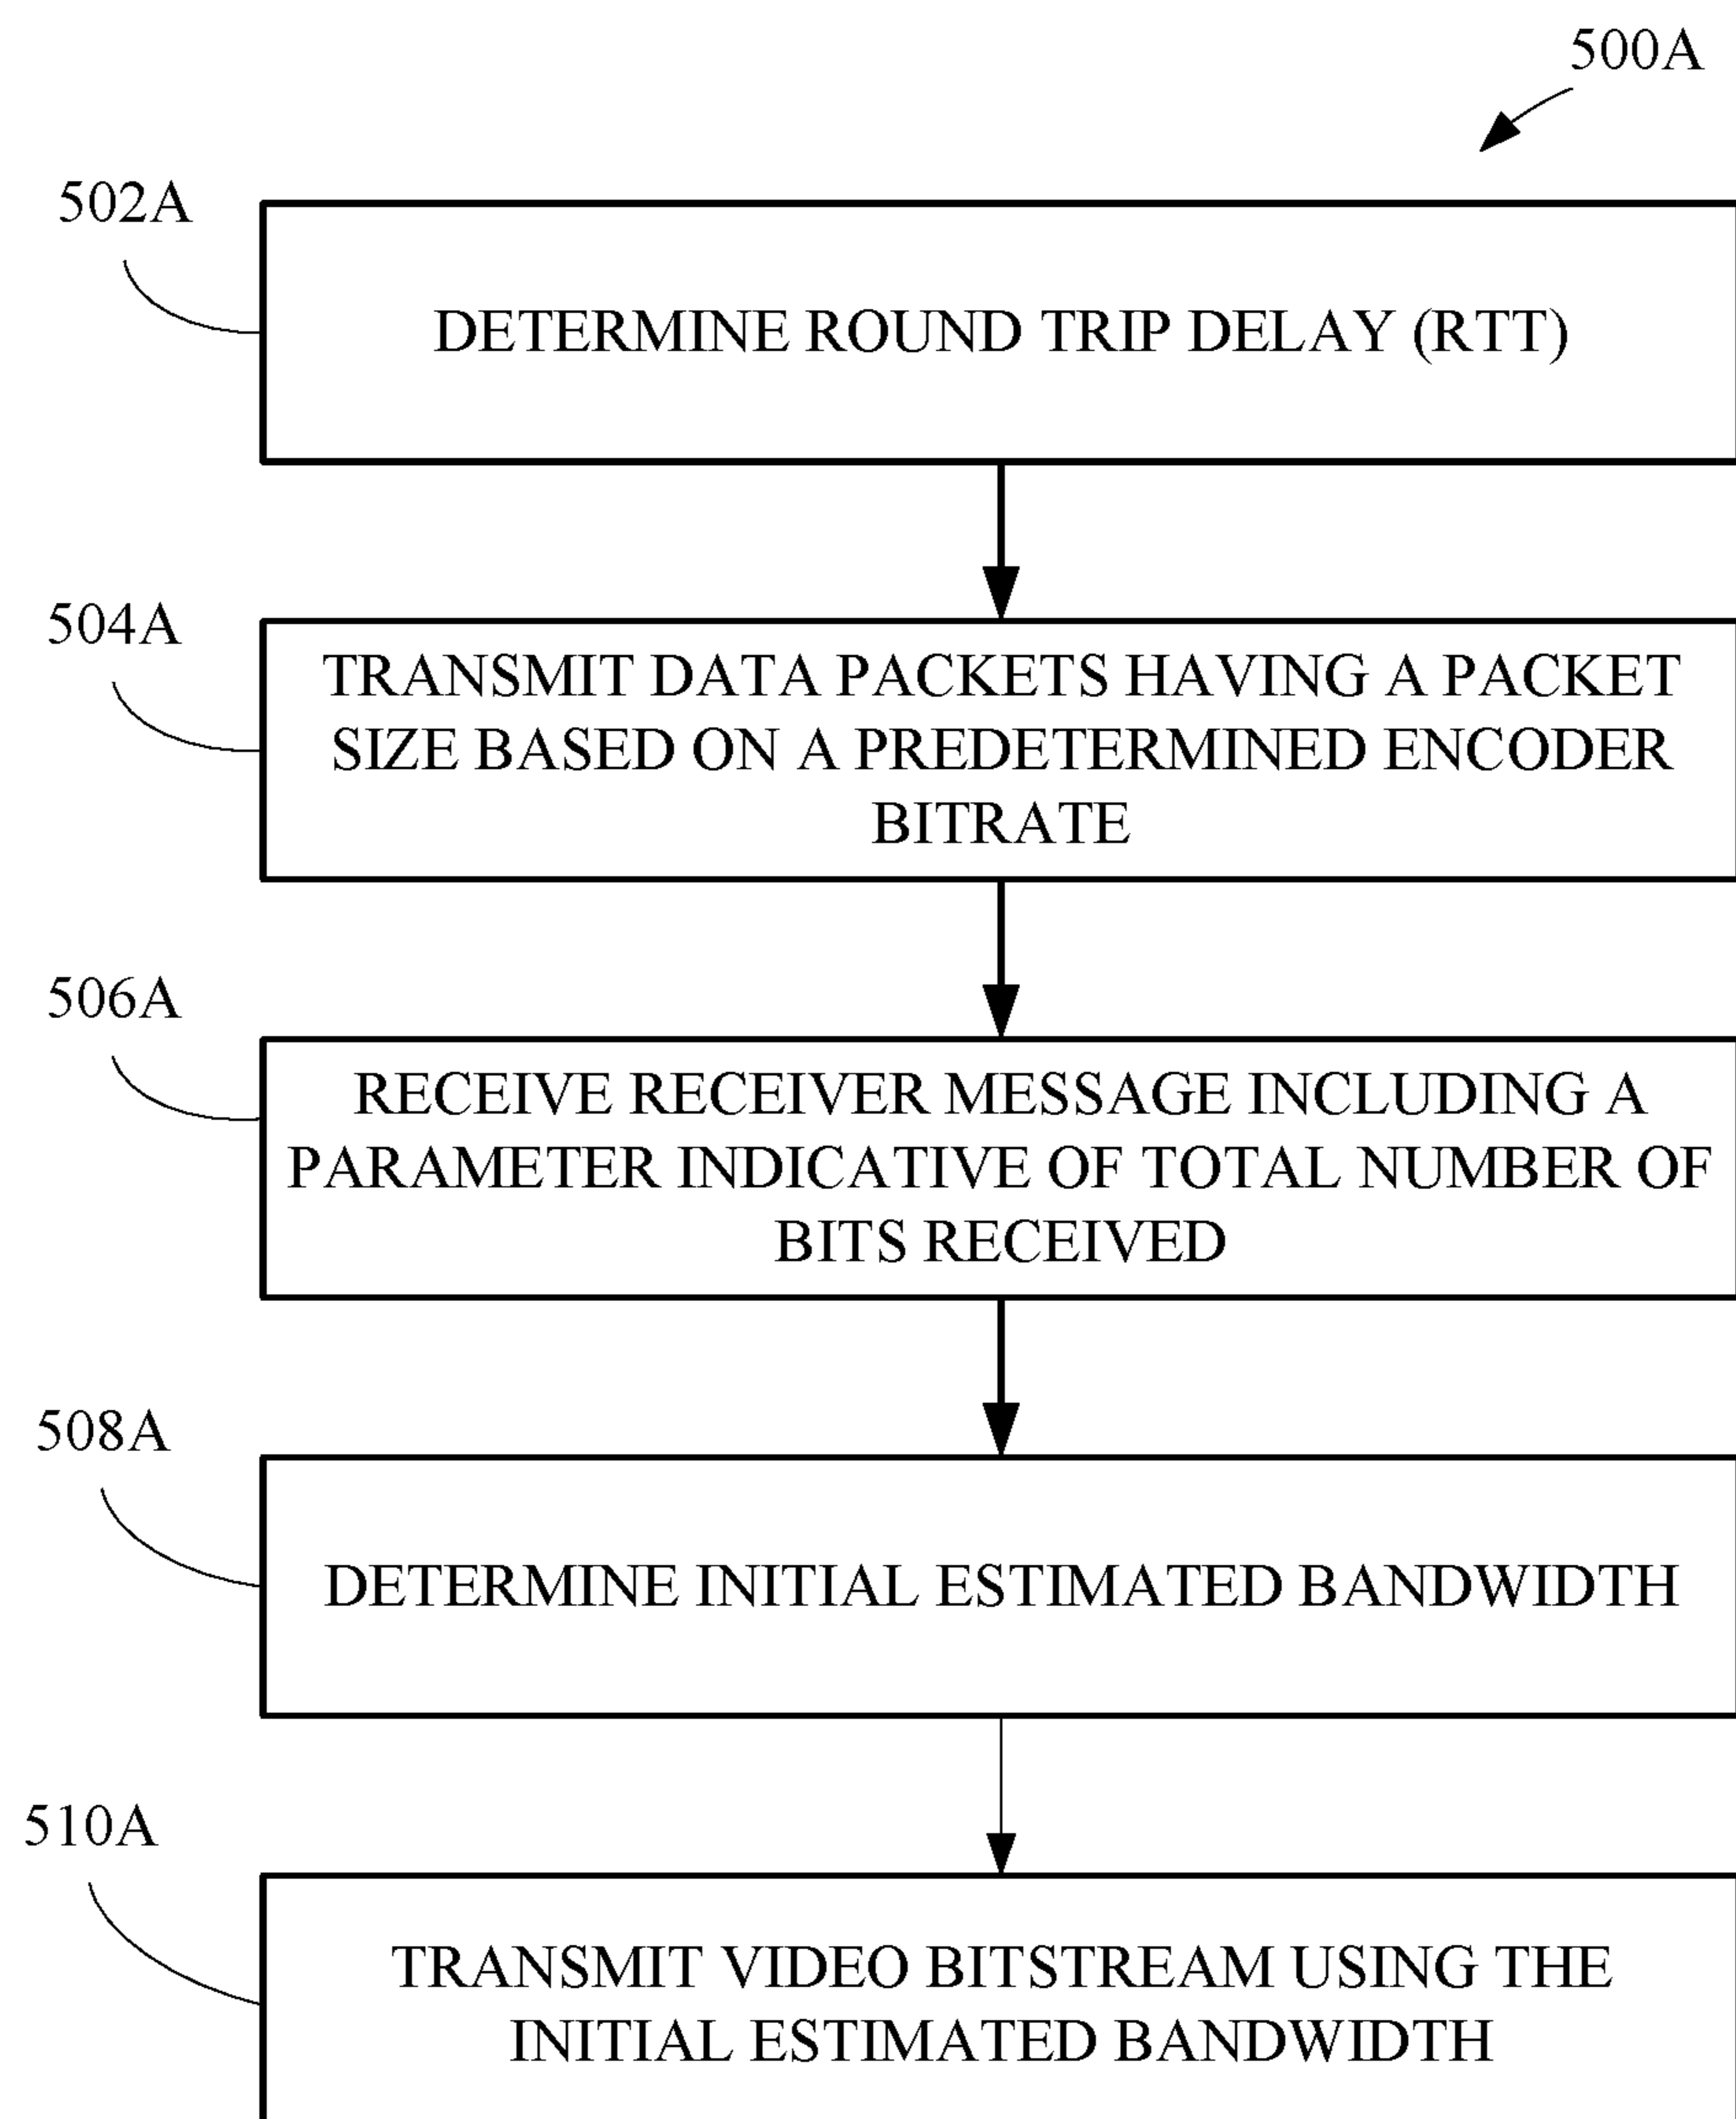 500A
502A
DETERMINE ROUND TRIP DELAY (RTT)
504A
TRANSMIT DATA PACKETS HAVING A PACKET
SIZE BASED ON A PREDETERMINED ENCODER
BITRATE
506A
RECEIVE RECEIVER MESSAGE INCLUDING A
PARAMETER INDICATIVE OF TOTAL NUMBER OF
BITS RECEIVED
508A
DETERMINE INITIAL ESTIMATED BANDWIDTH
510A
TRANSMIT VIDEO BITSTREAM USING THE
INITIAL ESTIMATED BANDWIDTH